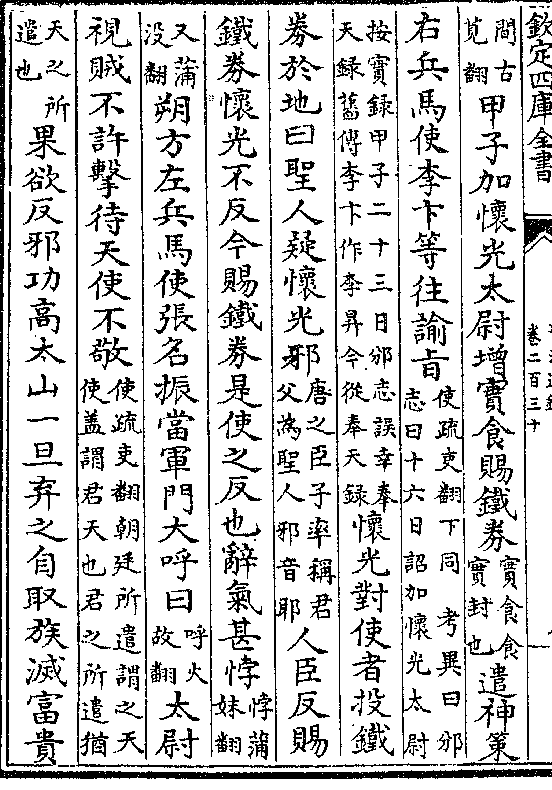 欽定四庫全書
卷二百三十
間古莧翻甲子加懷光太尉增實食賜鐵券實食食實封也遣神策
右兵馬使李卞等往諭㫖使疏吏翻下同 考異曰邠志曰十六日詔加懷光太尉
按實録甲子二十三日邠志誤幸奉天録舊傳李卞作李昇今從奉天録懷光對使者投鐵
券於地曰聖人疑懷光邪唐之臣子率稱君父為聖人邪音耶人臣反賜
鐵券懷光不反今賜鐵券是使之反也辭氣甚悖悖蒲妹翻
又蒲没翻朔方左兵馬使張名振當軍門大呼曰呼火故翻太尉
視賊不許擊待天使不敬使疏吏翻朝廷所遣謂之天使盖謂君天也君之所遣猶
天之所遣也果欲反邪功高太山一旦弃之自取族滅富貴